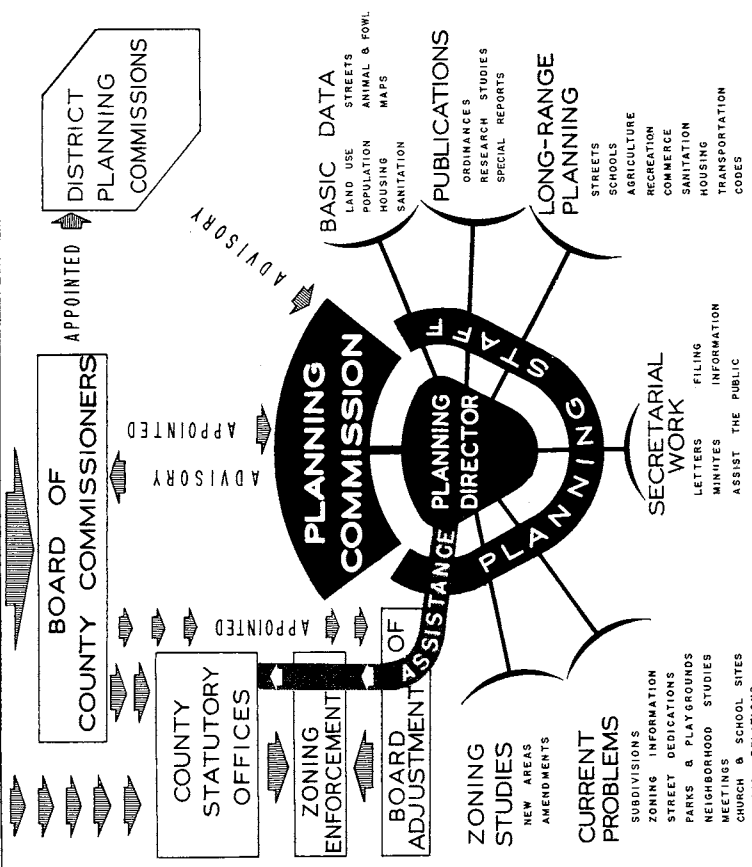 BOARD OF
COUNTY COMMISSIONERS
APPOINTED
DISTRICT
PLANNING
COMMISSIONS
ADVISORY
APPOINTED
ADVISORY
APPOINTED
COUNTY
STATUTORY
OFFICES
ZONING
ENFORCEMENT
BOARD OF
ADJUSTMENT
ASSISTANCE
PLANNING
COMMISSION
PLANNING
DIRECTOR
PLANNING STAFF
ZONING
STUDIES
NEW AREAS
AMENDMENTS
CURRENT
PROBLEMS
SUBDIVISIONS
ZONING INFORMATION
STREET DEDICATIONS
PARKS & PLAYGROUNDS
NEIGHBORHOOD STUDIES
MEETINGS
CHURCH & SCHOOL SITES
SECRETARIAL
WORK
LETTERS FILING
MINUTES INFORMATION
ASSIST THE PUBLIC
BASIC DATA
LAND USE STREETS
POPULATION ANIMAL & FOWL
HOUSING MAPS
SANITATION
PUBLICATIONS
ORDINANCES
RESEARCH STUDIES
SPECIAL REPORTS
LONG-RANGE
PLANNING
STREETS
SCHOOLS
AGRICULTURE
RECREATION
COMMERCE
SANITATION
HOUSING
TRANSPORTATION
CODES